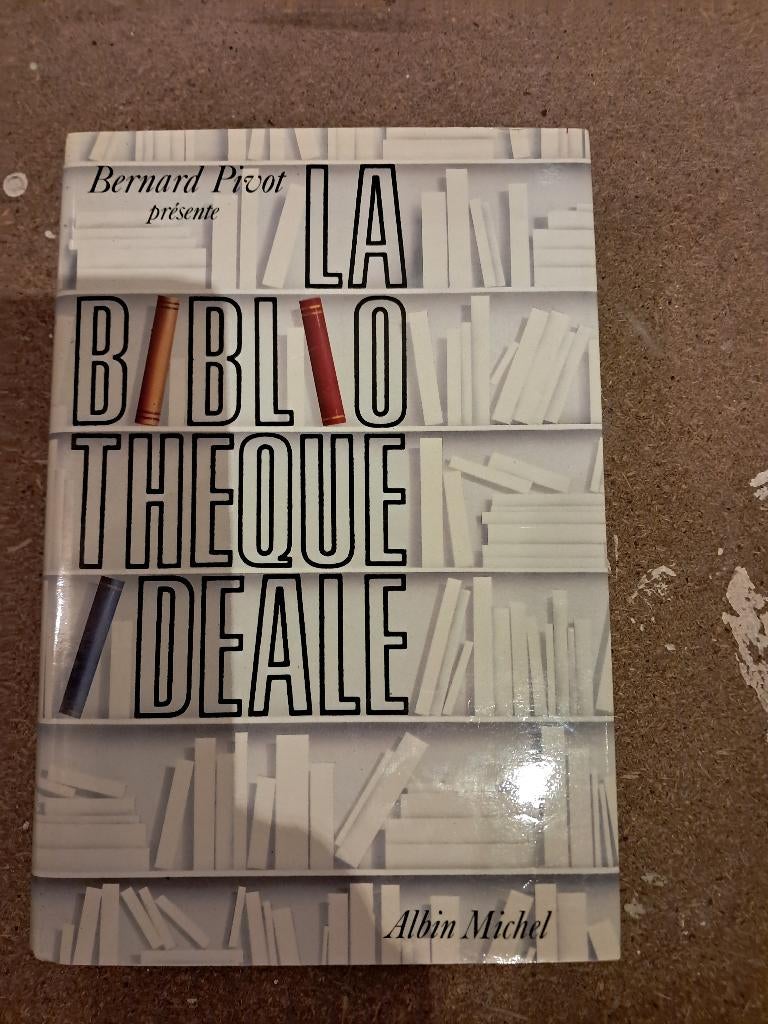 Bernard Pivot
présente
LA
BIBLIO
THEQUE
IDEALE
Albin Michel